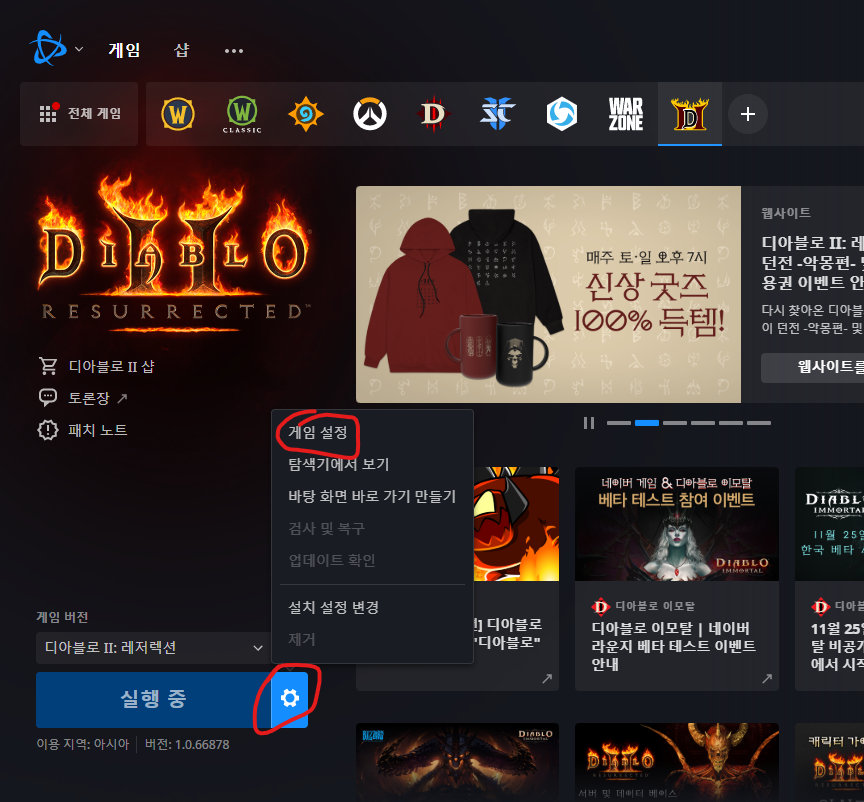 게임
샵
전체 게임
CLASSIC
WAR
ZONE
DIABLO
II
RESURRECTED™
디아블로 II 샵
토론장
패치 노트
매주 토·일 오후 7시
신상 굿즈
100% 득템!
웹사이트
디아블로 II: 레
던전 -악몽편- 및
용권 이벤트 안
다시 찾아온 디아블
이 던전 -악몽편- 및
웹사이트를
게임 설정
탐색기에서 보기
바탕 화면 바로 가기 만들기
검사 및 복구
업데이트 확인
설치 설정 변경
제거
디아블로
"디아블로"
네이버 게임 & 디아블로 이모탈
베타 테스트 참여 이벤트
DIABLO
IMMORTAL
디아블로 이모탈
디아블로 이모탈 | 네이버
라운지 베타 테스트 이벤트
안내
DIABLO
IMMORTAL
11월 25일
한국 베타
디아블
11월 25일
탈 비공
에서 시작
게임 버전
디아블로 II: 레저렉션
실행 중
이용 지역: 아시아
버전: 1.0.66878
BLIZZARD
DIABLO
IMMORTAL
DIABLO
II
RESURRECTED
서버 및 데이터 베이스
캐릭터